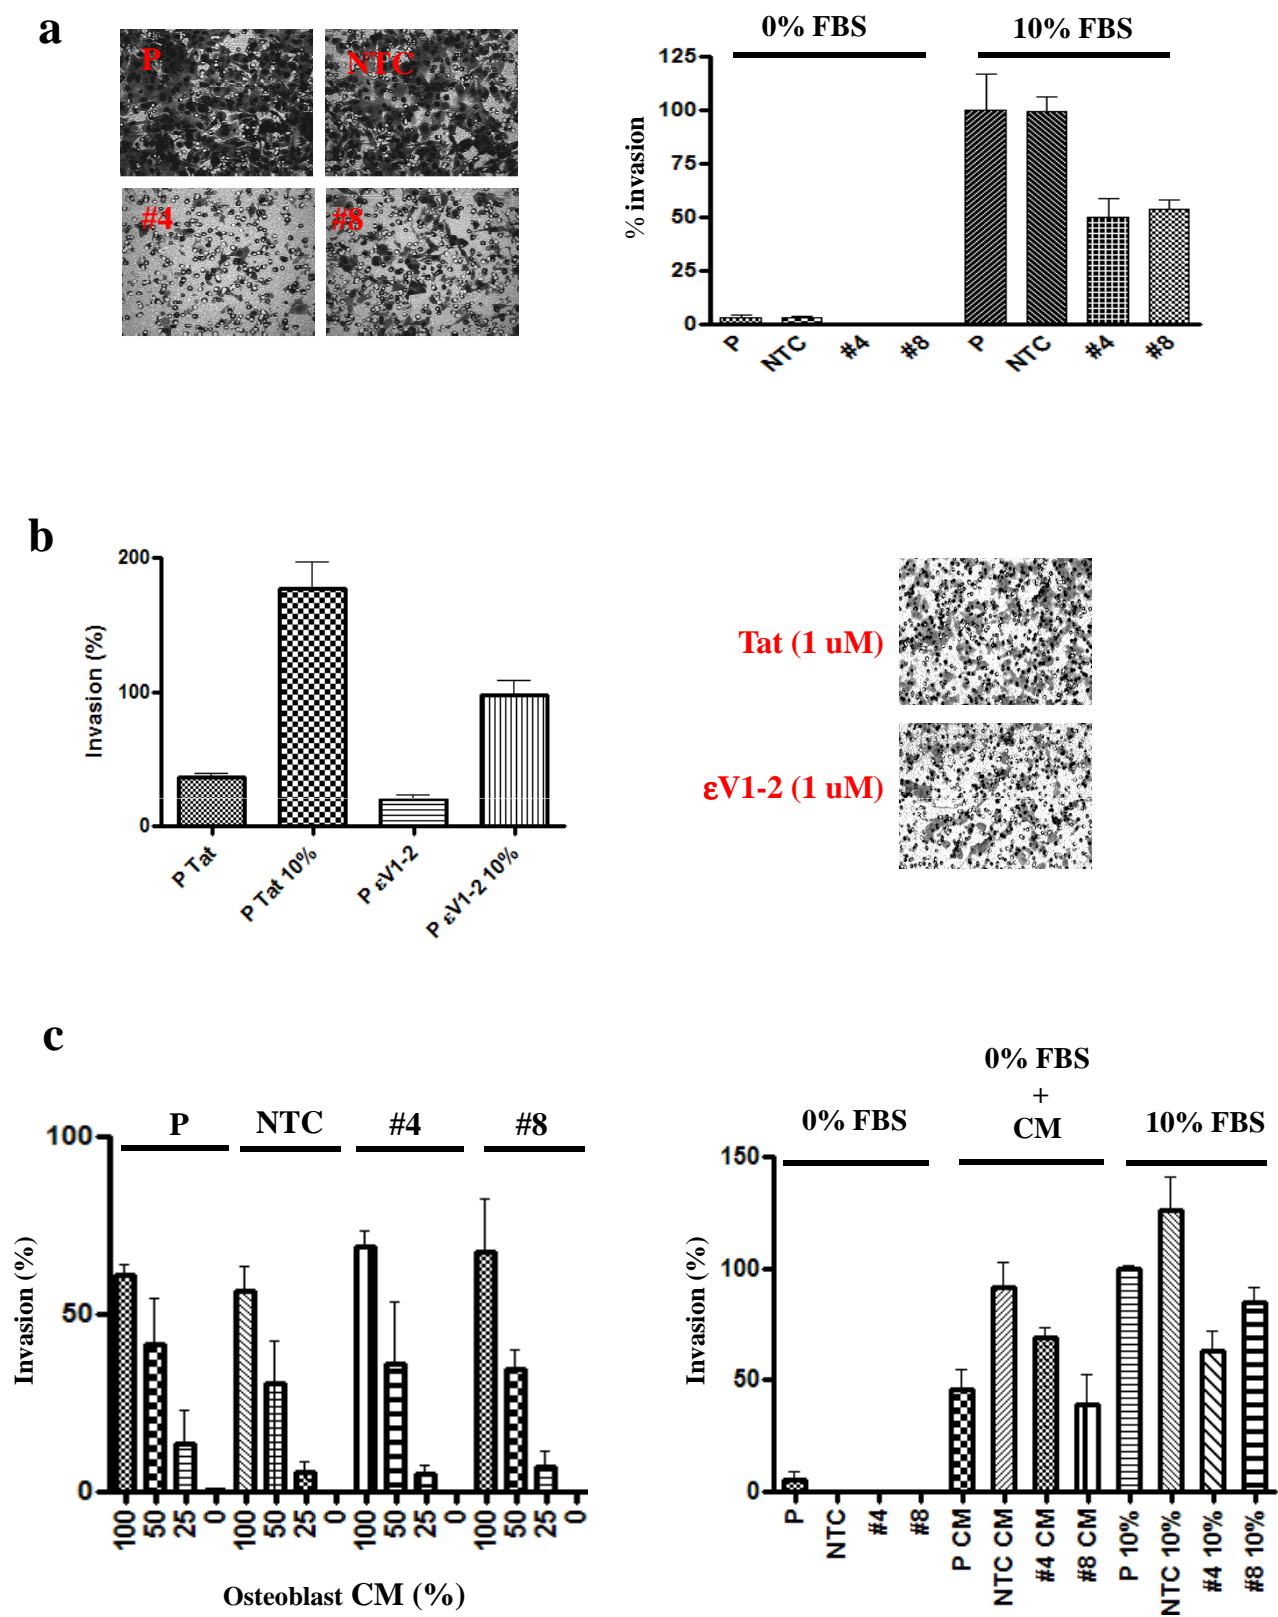 a
P
NTC
#4
#8
0% FBS
10% FBS
% invasion
125
100
75
50
25
0
P
NTC
#4
#8
P
NTC
#4
#8
b
Invasion (%)
200
100
0
P Tat
P Tat 10%
P εV1-2
P εV1-2 10%
Tat (1 uM)
εV1-2 (1 uM)
c
P
NTC
#4
#8
Invasion (%)
100
50
0
100
50
25
0
100
50
25
0
100
50
25
0
100
50
25
0
Osteoblast CM (%)
0% FBS
0% FBS
+
CM
10% FBS
Invasion (%)
150
100
50
0
P
NTC
#4
#8
P CM
NTC CM
#4 CM
#8 CM
P 10%
NTC 10%
#4 10%
#8 10%